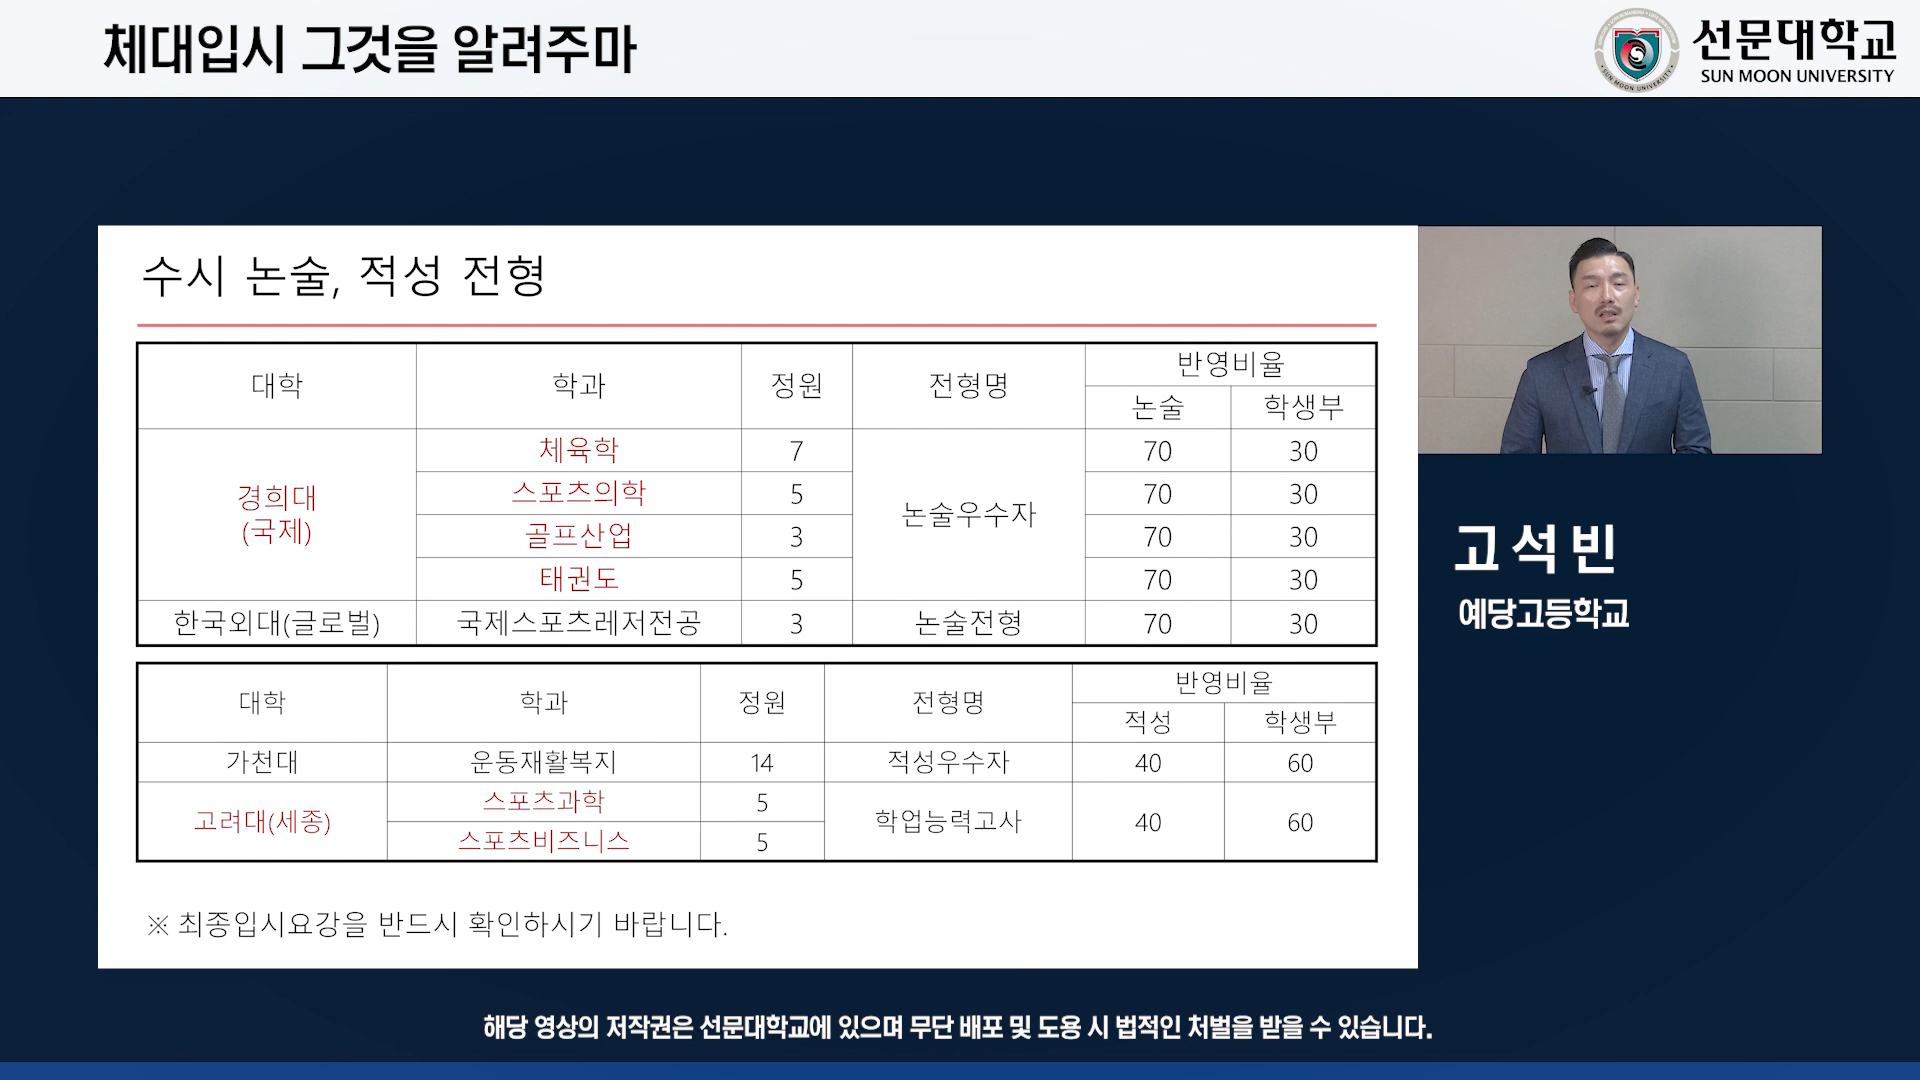 체대입시 그것을 알려주마
선문대학교
SUN MOON UNIVERSITY
수시 논술, 적성 전형
대학 학과 정원 전형명 반영비율
논술 학생부
경희대
(국제)
체육학 7 논술우수자 70 30
스포츠의학 5 70 30
골프산업 3 70 30
태권도 5 70 30
한국외대(글로벌) 국제스포츠레저전공 3 논술전형 70 30
대학 학과 정원 전형명 반영비율
적성 학생부
가천대 운동재활복지 14 적성우수자 40 60
고려대(세종) 스포츠과학 5 학업능력고사 40 60
스포츠비즈니스 5
※ 최종입시요강을 반드시 확인하시기 바랍니다.
고석빈
예당고등학교
해당 영상의 저작권은 선문대학교에 있으며 무단 배포 및 도용 시 법적인 처벌을 받을 수 있습니다.